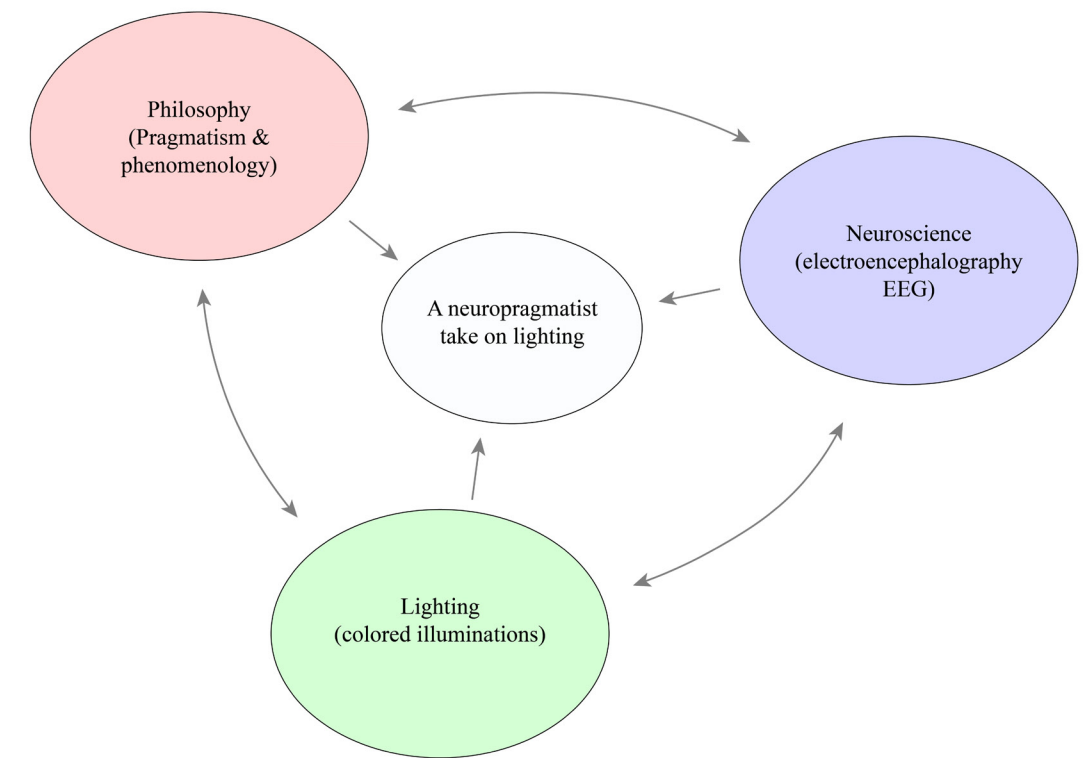 Philosophy
(Pragmatism &
phenomenology)
Neuroscience
(electroencephalography
EEG)
A neuropragmatist
take on lighting
Lighting
(colored illuminations)